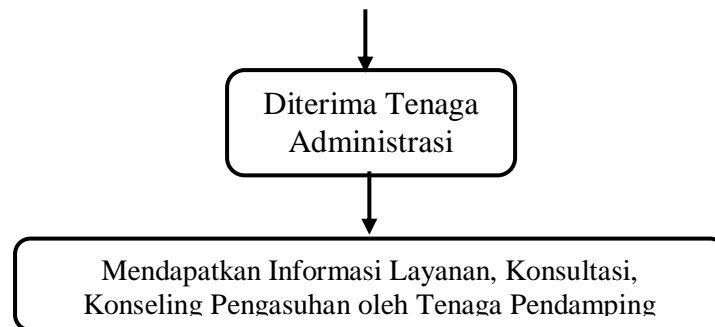 Diterima Tenaga
Administrasi
Mendapatkan Informasi Layanan, Konsultasi,
Konseling Pengasuhan oleh Tenaga Pendamping